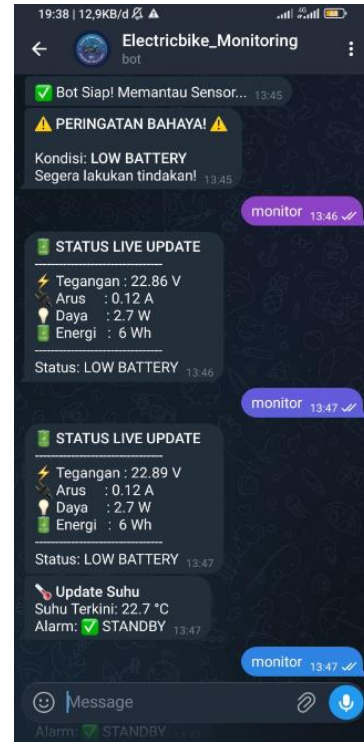 19:38 | 12,9KB/d
4G
Electricbike_Monitoring
bot
✅ Bot Siap! Memantau Sensor... 13:45
⚠️ PERINGATAN BAHAYA! ⚠️
Kondisi: LOW BATTERY
Segera lakukan tindakan! 13:45
monitor 13:46
🔋 STATUS LIVE UPDATE
------------------------------
⚡ Tegangan : 22.86 V
🔌 Arus : 0.12 A
💡 Daya : 2.7 W
🔋 Energi : 6 Wh
------------------------------
Status: LOW BATTERY 13:46
monitor 13:47
🔋 STATUS LIVE UPDATE
------------------------------
⚡ Tegangan : 22.89 V
🔌 Arus : 0.12 A
💡 Daya : 2.7 W
🔋 Energi : 6 Wh
------------------------------
Status: LOW BATTERY 13:47
🌡️ Update Suhu
Suhu Terkini: 22.7 °C
Alarm: ✅ STANDBY 13:47
monitor 13:47
Message
Alarm: ✅ STANDBY